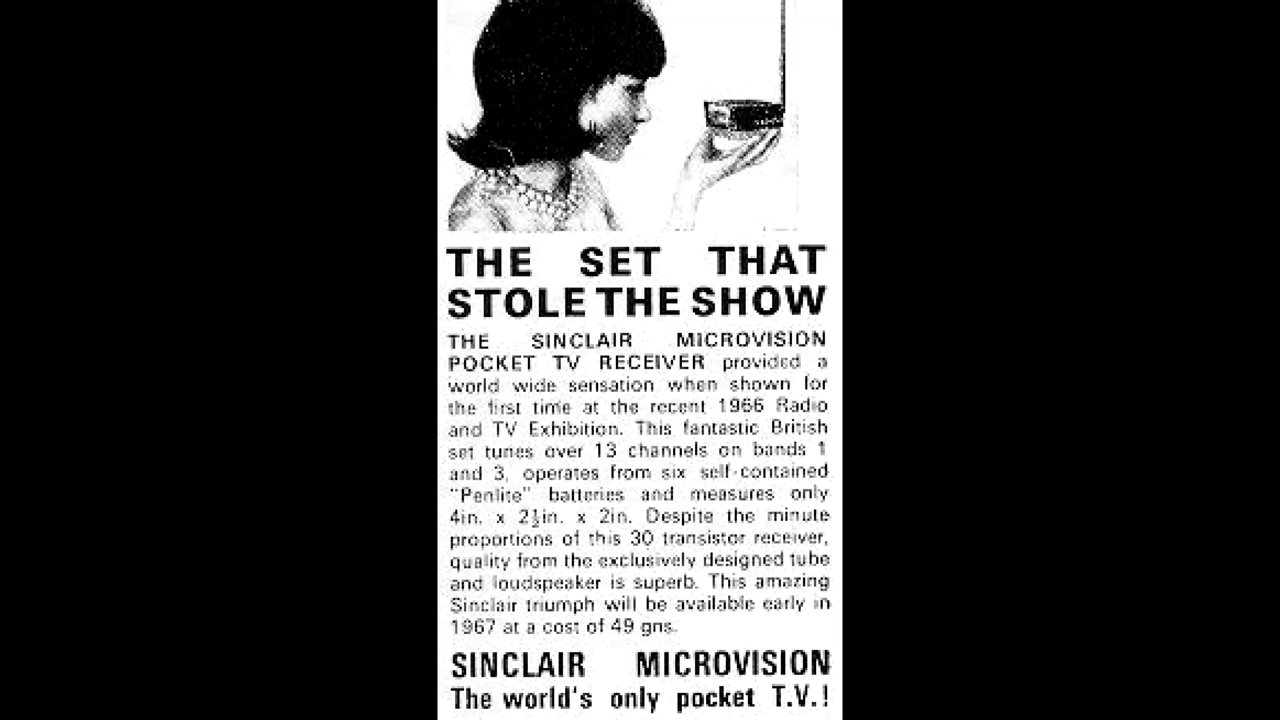 THE SET THAT
STOLE THE SHOW
THE SINCLAIR MICROVISION
POCKET TV RECEIVER provided a
world wide sensation when shown for
the first time at the recent 1966 Radio
and TV Exhibition. This fantastic British
set tunes over 13 channels on bands 1
and 3, operates from six self-contained
"Penlite" batteries and measures only
4in. x 2½in. x 2in. Despite the minute
proportions of this 30 transistor receiver,
quality from the exclusively designed tube
and loudspeaker is superb. This amazing
Sinclair triumph will be available early in
1967 at a cost of 49 gns.
SINCLAIR MICROVISION
The world's only pocket T.V.!